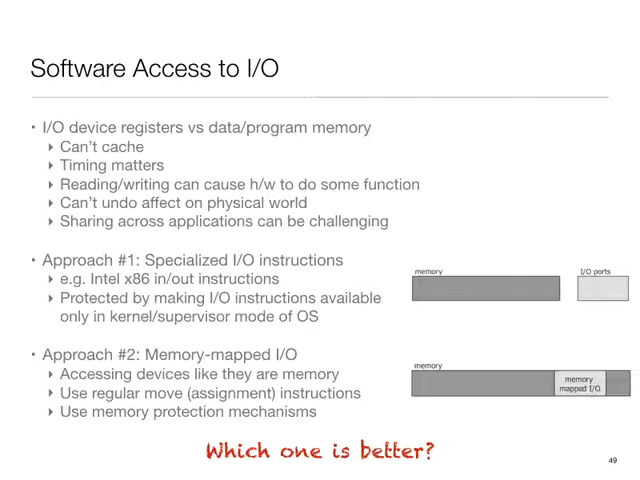 Software Access to I/O
• I/O device registers vs data/program memory
▸ Can't cache
▸ Timing matters
▸ Reading/writing can cause h/w to do some function
▸ Can't undo affect on physical world
▸ Sharing across applications can be challenging
• Approach #1: Specialized I/O instructions
▸ e.g. Intel x86 in/out instructions
▸ Protected by making I/O instructions available
only in kernel/supervisor mode of OS
memory
I/O ports
• Approach #2: Memory-mapped I/O
▸ Accessing devices like they are memory
▸ Use regular move (assignment) instructions
▸ Use memory protection mechanisms
memory
memory
mapped I/O
Which one is better?
49